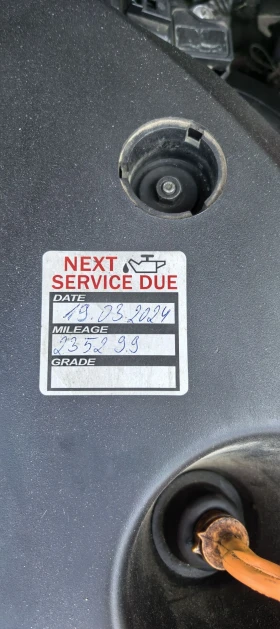 NEXT
SERVICE DUE
DATE
19.03.2024
MILEAGE
235299
GRADE